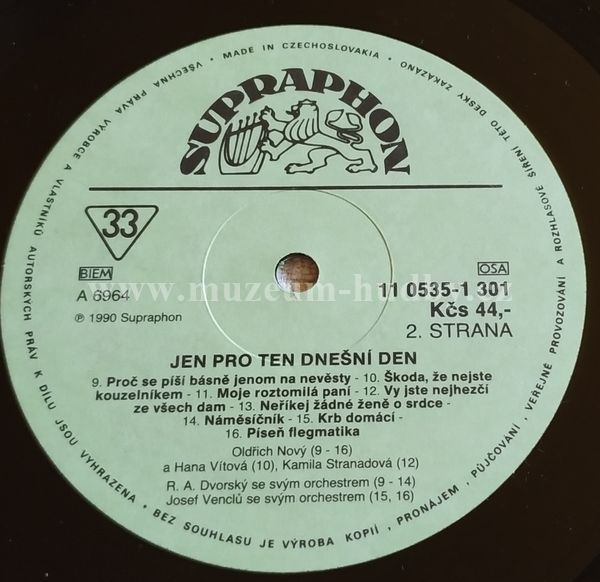 VŠECHNA PRÁVA VÝROBCE A VLASTNÍKŮ AUTORSKÝCH PRÁV K DÍLU JSOU VYHRAZENA • BEZ SOUHLASU JE VÝROBA KOPIÍ, PRONÁJEM, PŮJČOVÁNÍ, VEŘEJNÉ PROVOZOVÁNÍ A ROZHLASOVÉ ŠÍŘENÍ TÉTO DESKY ZAKÁZÁNO • MADE IN CZECHOSLOVAKIA •
SUPRAPHON
33
BIEM
A 6964
℗ 1990 Supraphon
OSA
11 0535-1 301
Kčs 44,-
2. STRANA
www.muzeum-hudby.cz
JEN PRO TEN DNEŠNÍ DEN
9. Proč se píší básně jenom na nevěsty - 10. Škoda, že nejste
kouzelníkem - 11. Moje roztomilá paní - 12. Vy jste nejhezčí
ze všech dam - 13. Neříkej žádné ženě o srdce -
14. Náměsíčník - 15. Krb domácí -
16. Píseň flegmatika
Oldřich Nový (9 - 16)
a Hana Vítová (10), Kamila Stranadová (12)
R. A. Dvorský se svým orchestrem (9 - 14)
Josef Venclů se svým orchestrem (15, 16)